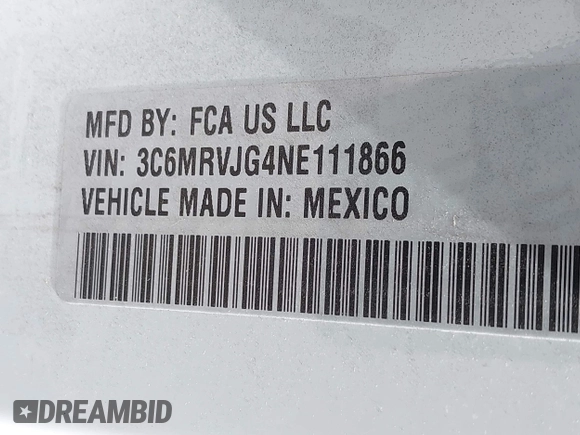 MFD BY: FCA US LLC
VIN: 3C6MRVJG4NE111866
VEHICLE MADE IN: MEXICO
DREAMBID